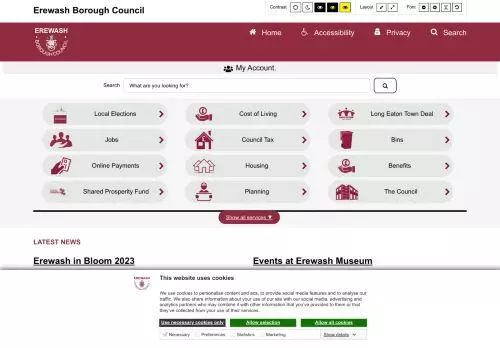 Erewash Borough Council
Contrast
Layout
Font
EREWASH
BOROUGH COUNCIL
Home
Accessibility
Privacy
Search
My Account.
Search
What are you looking for?
Local Elections
Cost of Living
Long Eaton Town Deal
Jobs
Council Tax
Bins
Online Payments
Housing
Benefits
Shared Prosperity Fund
Planning
The Council
Show all services ▼
LATEST NEWS
Erewash in Bloom 2023
Events at Erewash Museum
EREWASH
This website uses cookies
We use cookies to personalise content and ads, to provide social media features and to analyse our
traffic. We also share information about your use of our site with our social media, advertising and
analytics partners who may combine it with other information that you've provided to them or that
they've collected from your use of their services.
Use necessary cookies only
Allow selection
Allow all cookies
Necessary
Preferences
Statistics
Marketing
Show details